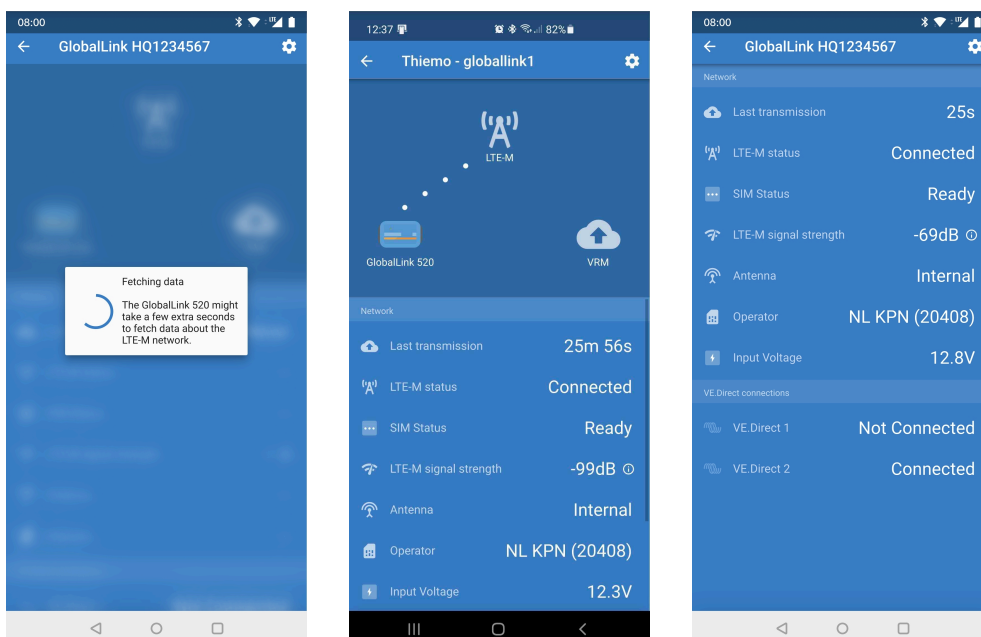 08:00
GlobalLink HQ1234567
Fetching data
The GlobalLink 520 might
take a few extra seconds
to fetch data about the
LTE-M network.
12:37
82%
Thiemo - globallink1
LTE-M
GlobalLink 520
VRM
Network
Last transmission 25m 56s
LTE-M status Connected
SIM Status Ready
LTE-M signal strength -99dB
Antenna Internal
Operator NL KPN (20408)
Input Voltage 12.3V
08:00
GlobalLink HQ1234567
Network
Last transmission 25s
LTE-M status Connected
SIM Status Ready
LTE-M signal strength -69dB
Antenna Internal
Operator NL KPN (20408)
Input Voltage 12.8V
VE.Direct connections
VE.Direct 1 Not Connected
VE.Direct 2 Connected